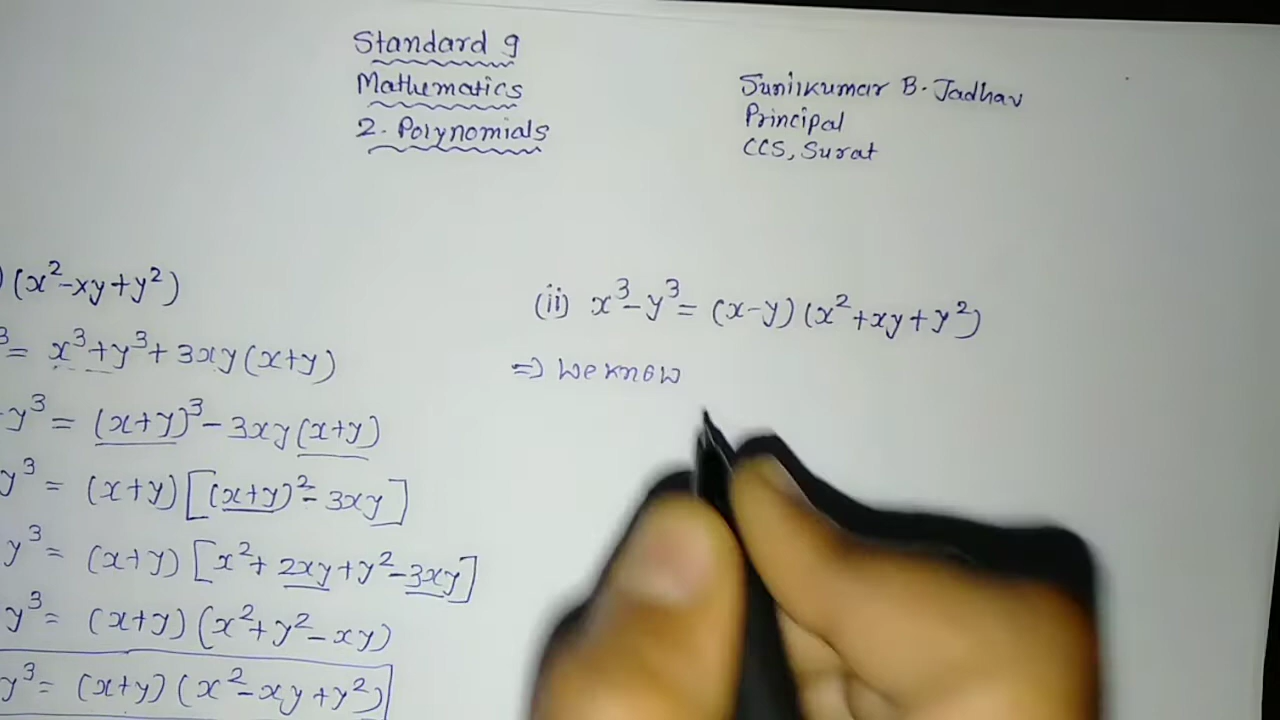 Standard 9
Mathematics
2. Polynomials
Sunilkumar B. Jadhav
Principal
CCS, Surat
) (x²-xy+y²)
³= x³+y³+3xy(x+y)
-y³ = (x+y)³-3xy(x+y)
y³ = (x+y)[(x+y)²-3xy]
y³ = (x+y)[x²+2xy+y²-3xy]
y³= (x+y)(x²+y²-xy)
y³= (x+y)(x²-xy+y²)
(ii) x³-y³= (x-y)(x²+xy+y²)
⇒ We know